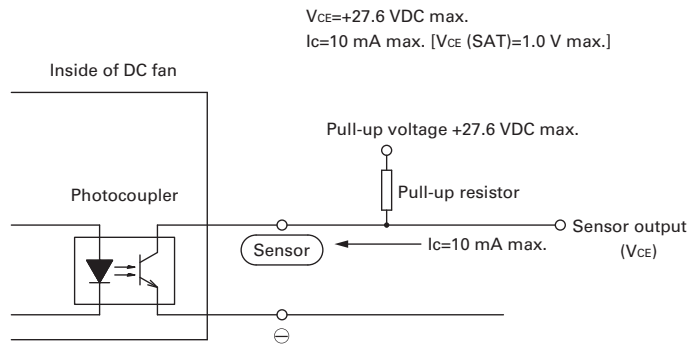 VCE=+27.6 VDC max.
Ic=10 mA max. [VCE (SAT)=1.0 V max.]
Inside of DC fan
Pull-up voltage +27.6 VDC max.
Photocoupler
Pull-up resistor
Sensor
Ic=10 mA max.
Sensor output
(VCE)
⊖